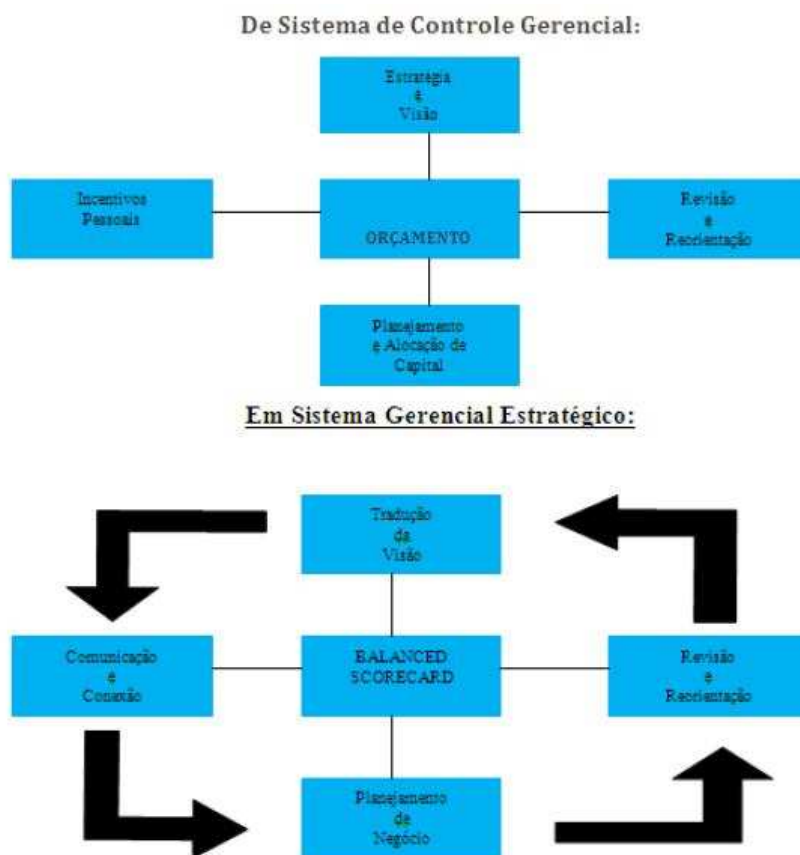 De Sistema de Controle Gerencial:
Estratégia
e
Visão
Incentivos
Pessoais
ORÇAMENTO
Revisão
e
Reorientação
Planejamento
e Alocação de
Capital
Em Sistema Gerencial Estratégico:
Tradução
da
Visão
Comunicação
e
Conaxão
BALANCED
SCORECARD
Revisão
e
Reorientação
Planejamento
de
Negócio